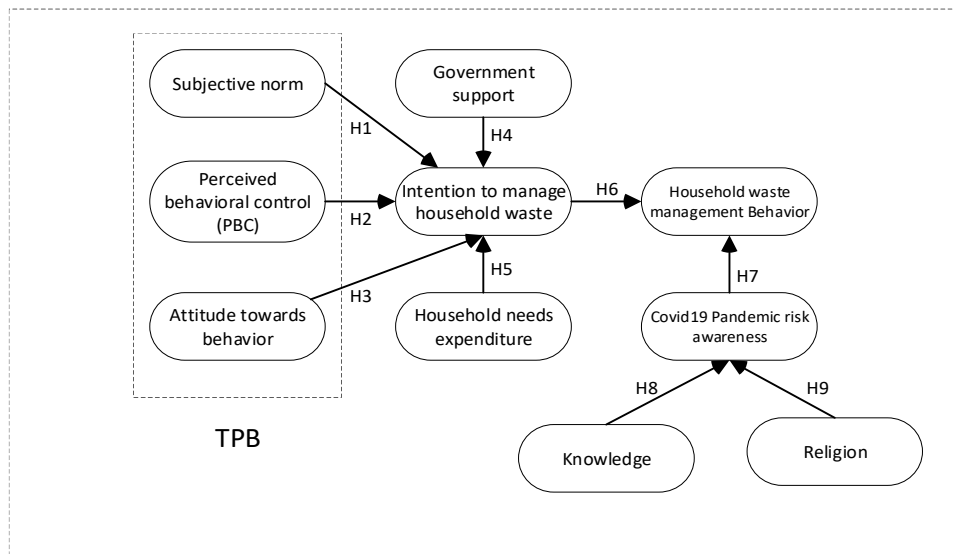 Subjective norm
Government
support
H1
H4
Perceived
behavioral control
(PBC)
H2
Intention to manage
household waste
H6
Household waste
management Behavior
H3
H5
H7
Attitude towards
behavior
Household needs
expenditure
Covid19 Pandemic risk
awareness
H8
H9
TPB
Knowledge
Religion